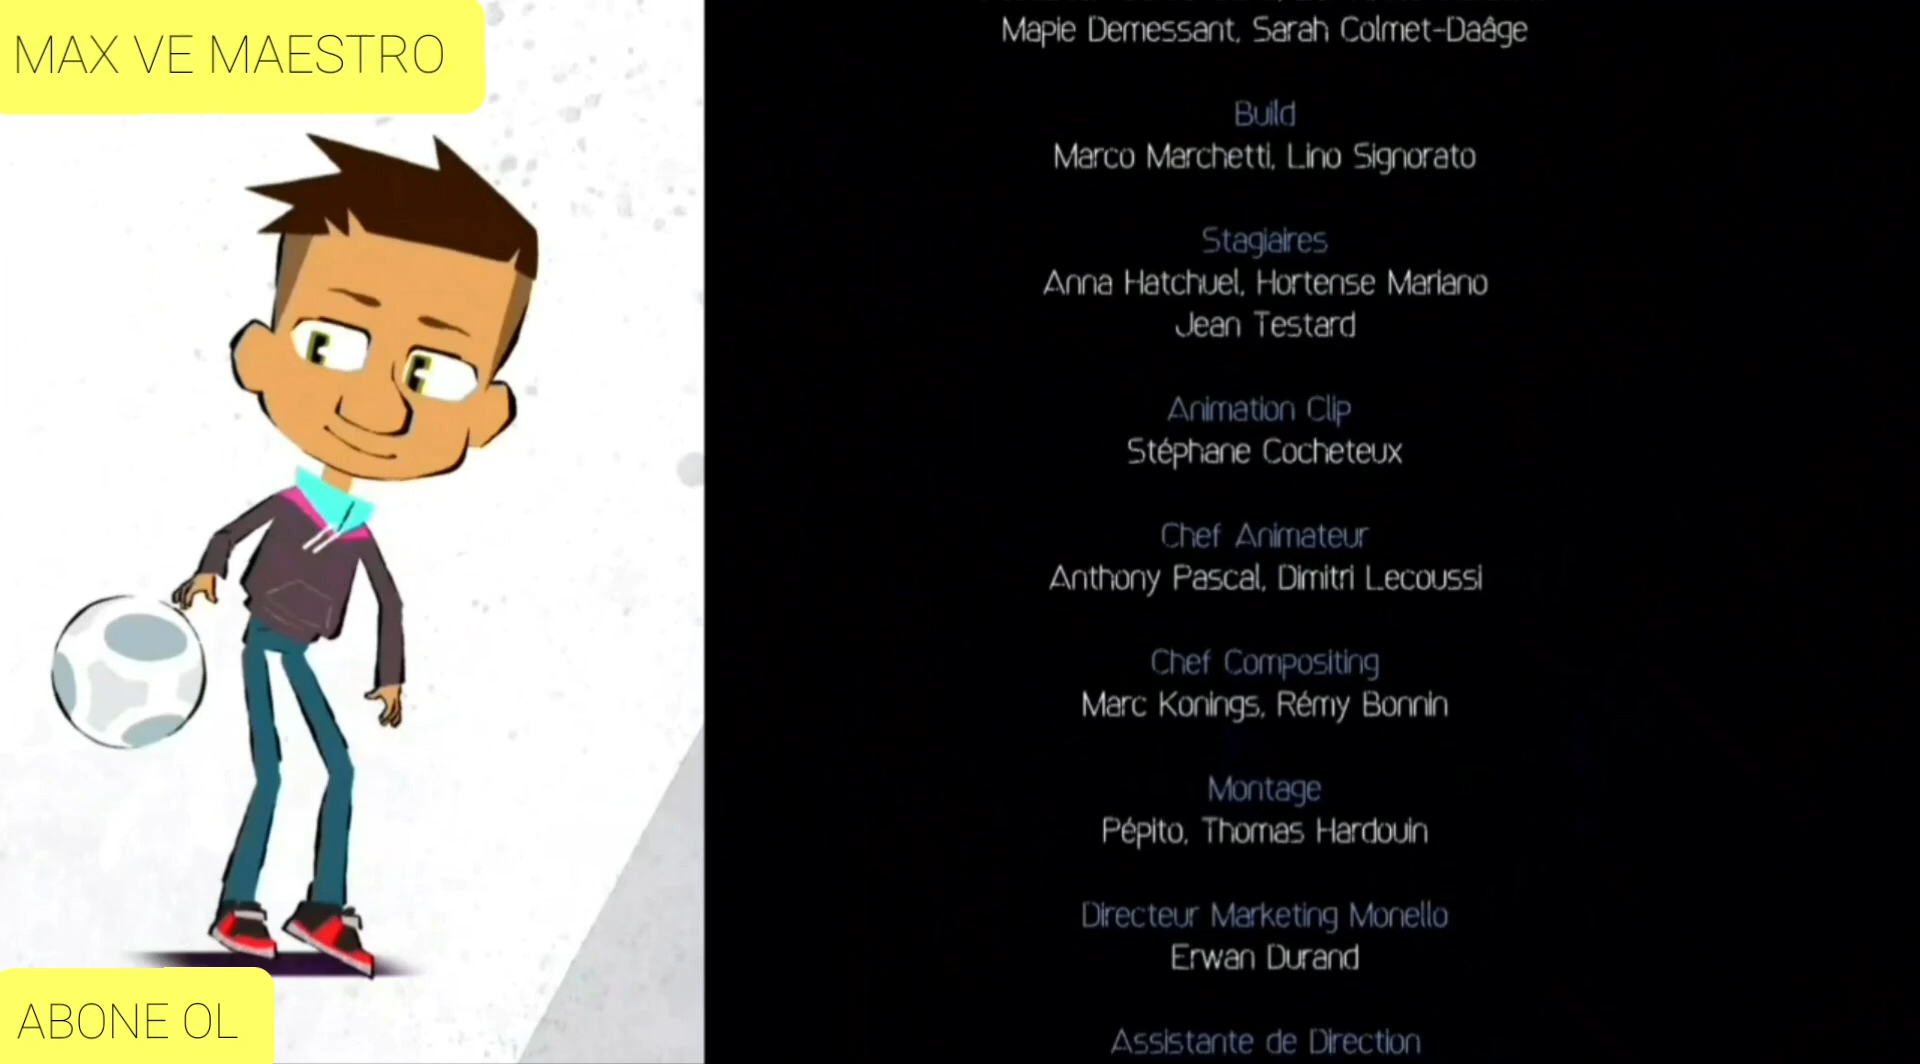 MAX VE MAESTRO
Mapie Demessant, Sarah Colmet-Daâge
Build
Marco Marchetti, Lino Signorato
Stagiaires
Anna Hatchuel, Hortense Mariano
Jean Testard
Animation Clip
Stéphane Cocheteux
Chef Animateur
Anthony Pascal, Dimitri Lecoussi
Chef Compositing
Marc Konings, Rémy Bonnin
Montage
Pépito, Thomas Hardouin
Directeur Marketing Monello
Erwan Durand
Assistante de Direction
ABONE OL